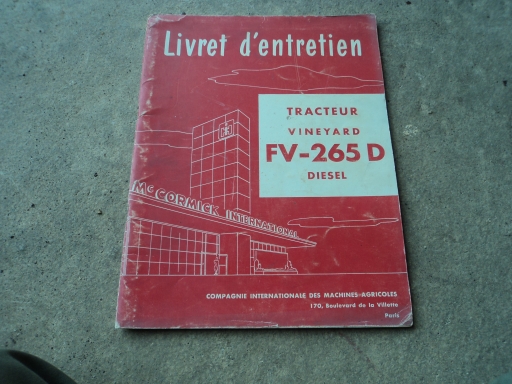 Livret d'entretien
TRACTEUR
VINEYARD
FV-265 D
DIESEL
IH
McCORMICK INTERNATIONAL
COMPAGNIE INTERNATIONALE DES MACHINES AGRICOLES
170, Boulevard de la Villette
Paris